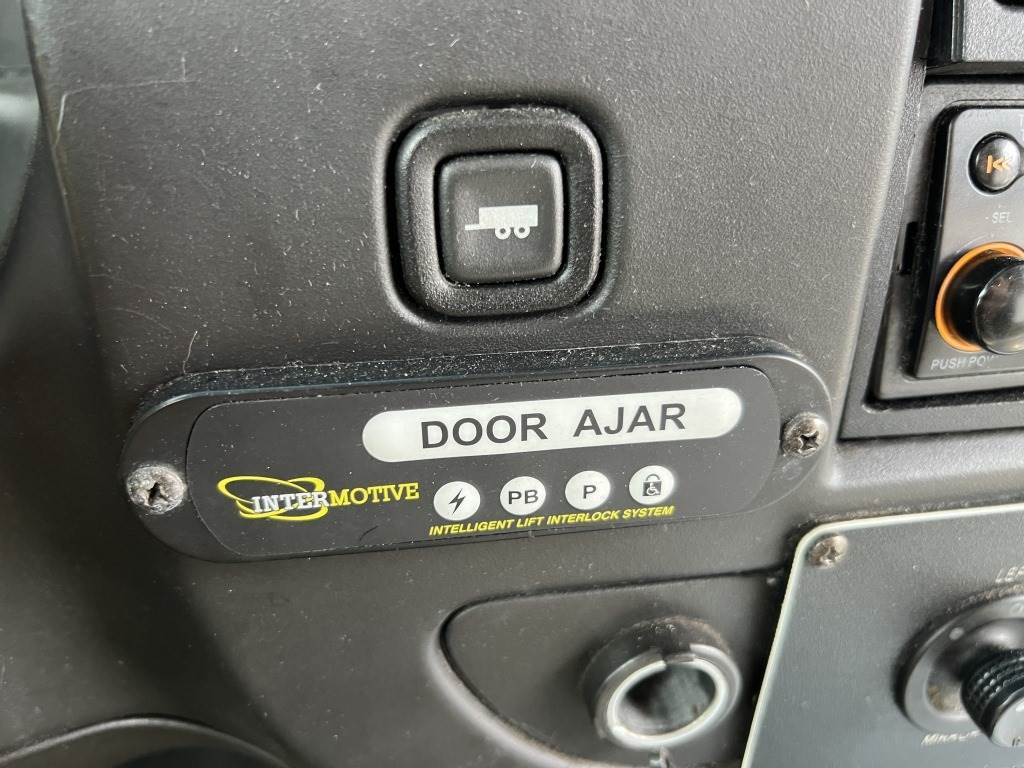 - SEL
PUSH POW
DOOR AJAR
INTERMOTIVE
PB
P
INTELLIGENT LIFT INTERLOCK SYSTEM